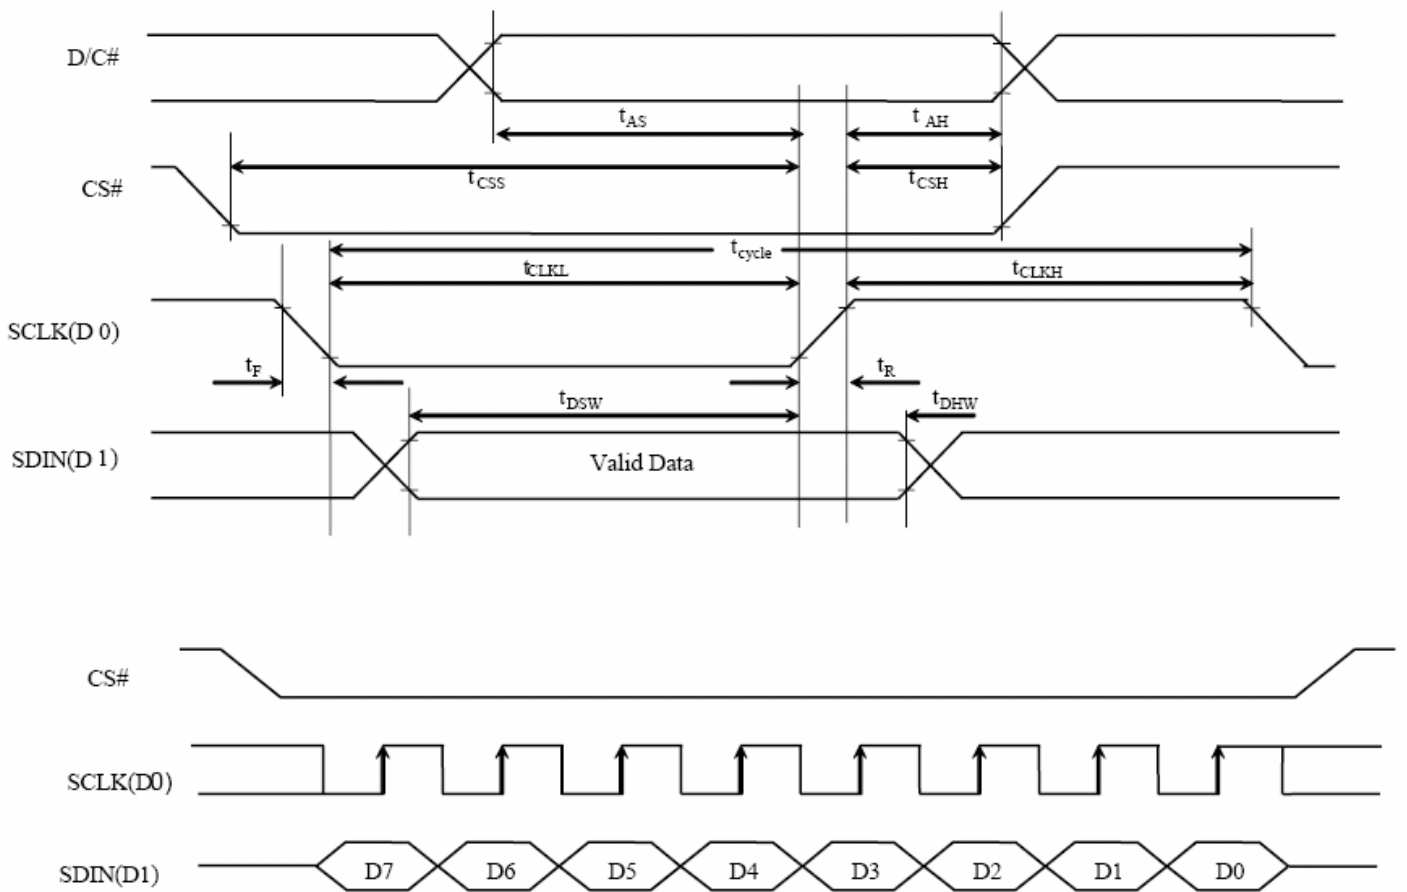 D/C#
tAS
t AH
CS#
tCSS
tCSH
tcycle
tCLKL
tCLKH
SCLK(D 0)
tF
tR
tDSW
tDHW
SDIN(D 1)
Valid Data
CS#
SCLK(D0)
SDIN(D1)
D7 D6 D5 D4 D3 D2 D1 D0